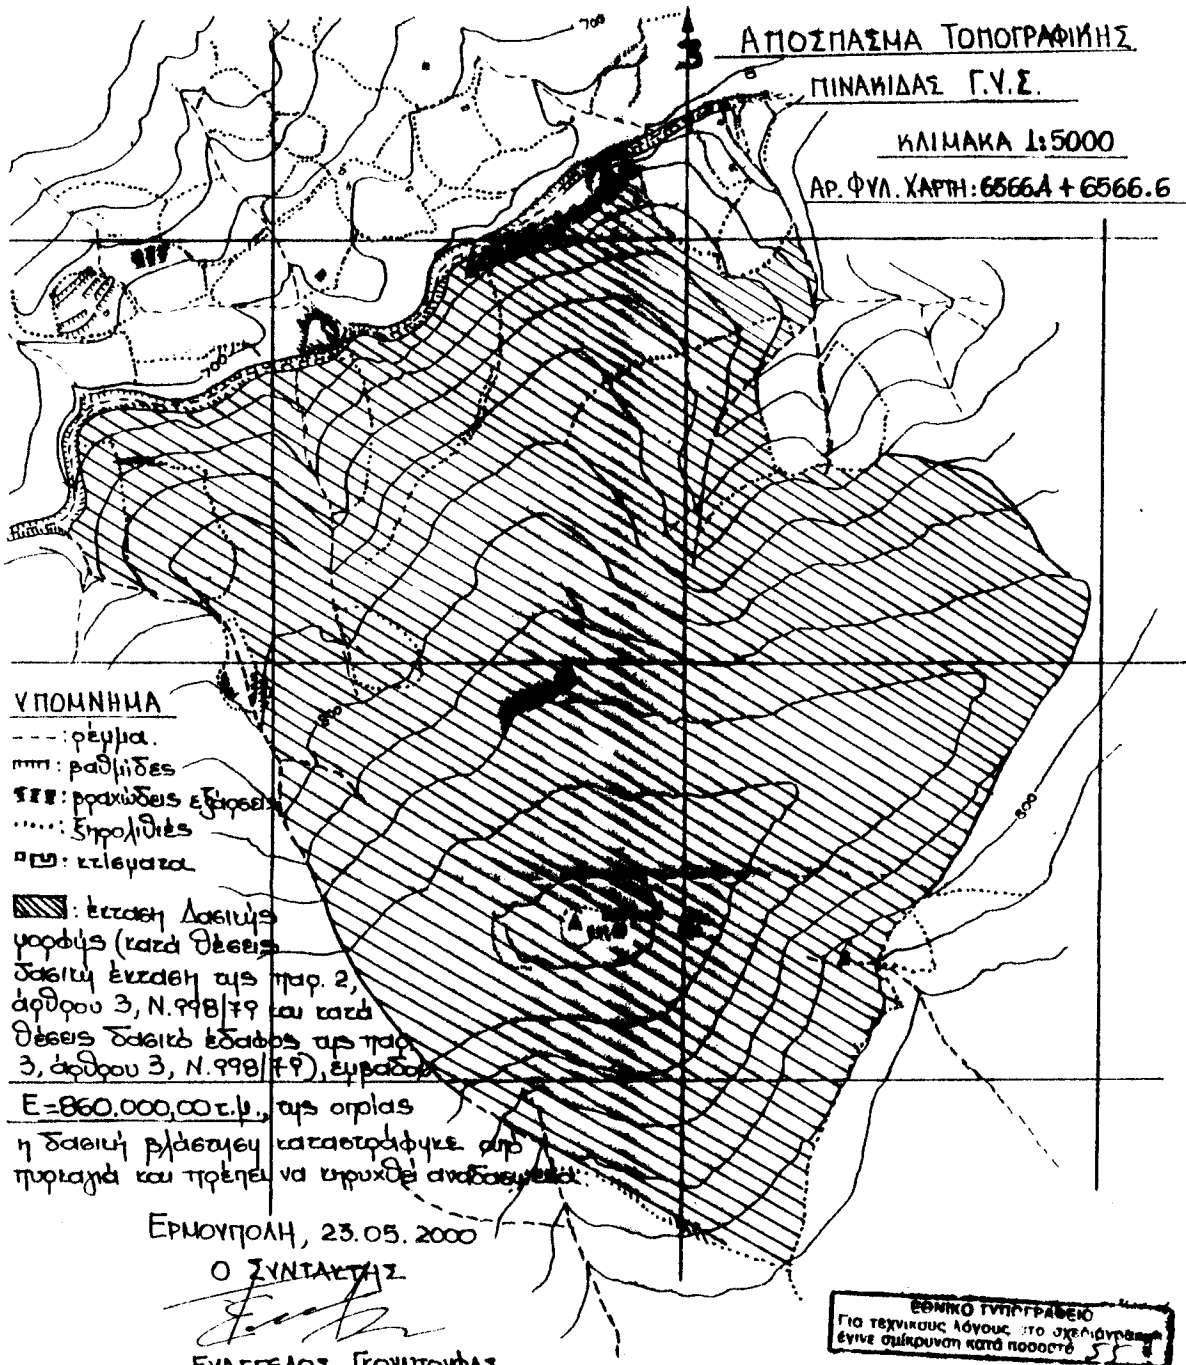 ΑΠΟΣΠΑΣΜΑ ΤΟΠΟΓΡΑΦΙΚΗΣ
ΠΙΝΑΚΙΔΑΣ Γ.Υ.Σ.
ΚΛΙΜΑΚΑ 1:5000
ΑΡ. ΦΥΛ. ΧΑΡΤΗ: 6566.4 + 6566.6
700
Β
700
800
800
ΥΠΟΜΝΗΜΑ
---: ρέμμα.
: βαθμίδες
: βραχώδεις εξάρσεις
.....: ξηρολιθιές
: κτίσματα
: έκταση Δασικής
μορφής (κατά θέσεις
δασική έκταση της παρ. 2,
άρθρου 3, Ν.998/79 και κατά
θέσεις δασικό έδαφος της παρ.
3, άρθρου 3, Ν.998/79), εμβαδού
Ε=860.000,00 τ.μ., της οποίας
η δασική βλάστηση καταστράφηκε από
πυρκαγιά και πρέπει να κηρυχθεί αναδασωτέα.
ΕΡΜΟΥΠΟΛΗ, 23.05.2000
Ο ΣΥΝΤΑΚΤΗΣ
ΕΘΝΙΚΟ ΤΥΠΟΓΡΑΦΕΙΟ
Για τεχνικούς λόγους στο σχεδιάγραμμα
έγινε σμίκρυνση κατά ποσοστό